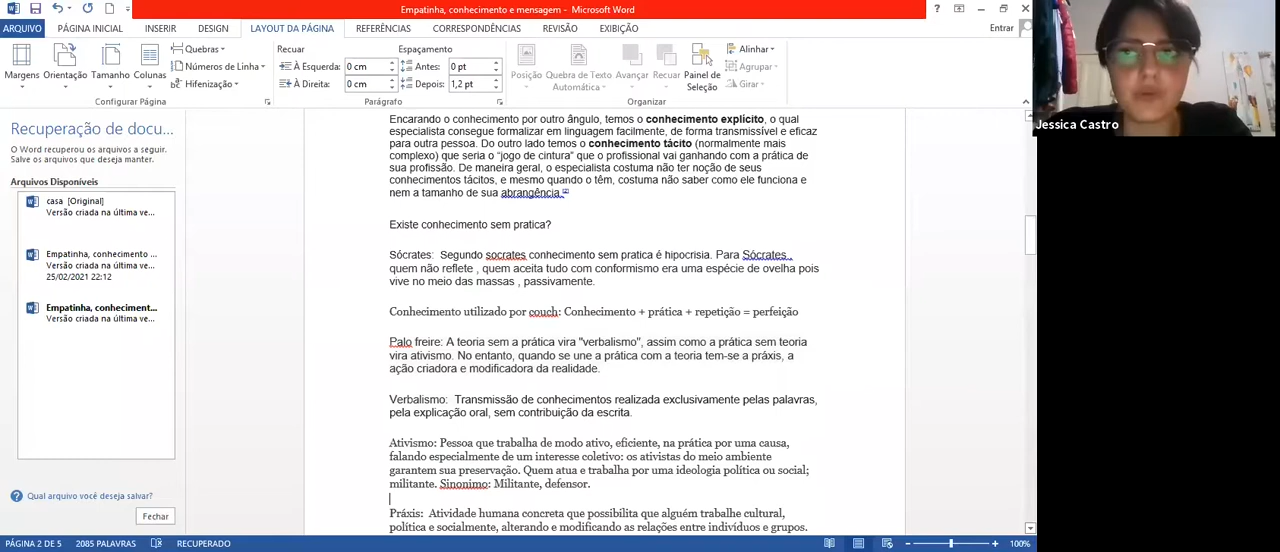 Empatinha, conhecimento e mensagem - Microsoft Word
ARQUIVO PÁGINA INICIAL INSERIR DESIGN LAYOUT DA PÁGINA REFERÊNCIAS CORRESPONDÊNCIAS REVISÃO EXIBIÇÃO Entrar
Margens Orientação Tamanho Colunas
Quebras
Números de Linha
Hifenização
Configurar Página
Recuar Espaçamento
À Esquerda: 0 cm Antes: 0 pt
À Direita: 0 cm Depois: 1,2 pt
Parágrafo
Posição Quebra de Texto Automática Avançar Recuar Painel de Seleção
Alinhar
Agrupar
Girar
Organizar
Jessica Castro
Recuperação de docu...
O Word recuperou os arquivos a seguir.
Salve os arquivos que deseja manter.
Arquivos Disponíveis
casa [Original]
Versão criada na última ve...
Empatinha, conhecimento ...
Versão criada na última ve...
25/02/2021 22:12
Empatinha, conheciment...
Versão criada na última ve...
Qual arquivo você deseja salvar?
Fechar
Encarando o conhecimento por outro ângulo, temos o conhecimento explícito, o qual
especialista consegue formalizar em linguagem facilmente, de forma transmissível e eficaz
para outra pessoa. Do outro lado temos o conhecimento tácito (normalmente mais
complexo) que seria o "jogo de cintura" que o profissional vai ganhando com a prática de
sua profissão. De maneira geral, o especialista costuma não ter noção de seus
conhecimentos tácitos, e mesmo quando o têm, costuma não saber como ele funciona e
nem a tamanho de sua abrangência.
Existe conhecimento sem pratica?
Sócrates: Segundo socrates conhecimento sem pratica é hipocrisia. Para Sócrates ,
quem não reflete , quem aceita tudo com conformismo era uma espécie de ovelha pois
vive no meio das massas , passivamente.
Conhecimento utilizado por couch: Conhecimento + prática + repetição = perfeição
Palo freire: A teoria sem a prática vira "verbalismo", assim como a prática sem teoria
vira ativismo. No entanto, quando se une a prática com a teoria tem-se a práxis, a
ação criadora e modificadora da realidade.
Verbalismo: Transmissão de conhecimentos realizada exclusivamente pelas palavras,
pela explicação oral, sem contribuição da escrita.
Ativismo: Pessoa que trabalha de modo ativo, eficiente, na prática por uma causa,
falando especialmente de um interesse coletivo: os ativistas do meio ambiente
garantem sua preservação. Quem atua e trabalha por uma ideologia política ou social;
militante. Sinonimo: Militante, defensor.
Práxis: Atividade humana concreta que possibilita que alguém trabalhe cultural,
política e socialmente, alterando e modificando as relações entre indivíduos e grupos.
PÁGINA 2 DE 5 2085 PALAVRAS RECUPERADO 100%